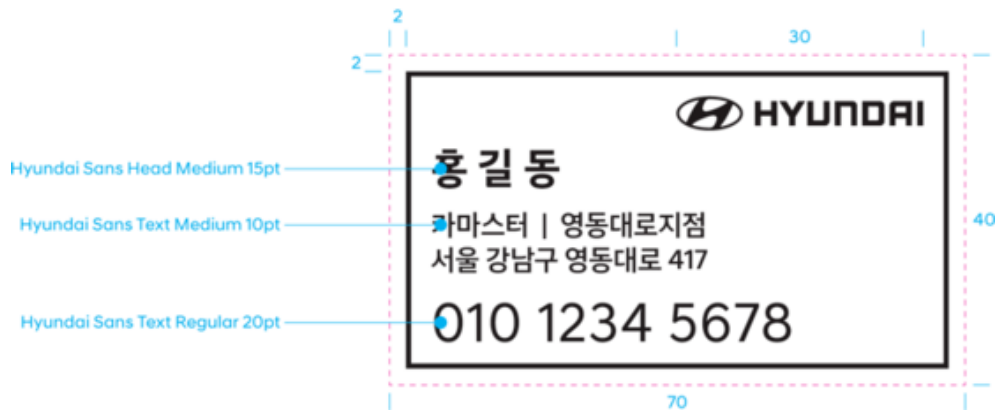 2
30
2
HYUNDAI
Hyundai Sans Head Medium 15pt
홍 길 동
Hyundai Sans Text Medium 10pt
카마스터 | 영동대로지점
서울 강남구 영동대로 417
40
Hyundai Sans Text Regular 20pt
010 1234 5678
70